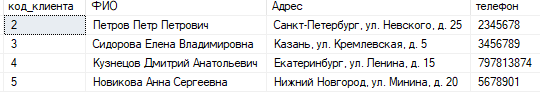 код_клиента ФИО Адрес телефон
2 Петров Петр Петрович Санкт-Петербург, ул. Невского, д. 25 2345678
3 Сидорова Елена Владимировна Казань, ул. Кремлевская, д. 5 3456789
4 Кузнецов Дмитрий Анатольевич Екатеринбург, ул. Ленина, д. 15 797813874
5 Новикова Анна Сергеевна Нижний Новгород, ул. Минина, д. 20 5678901